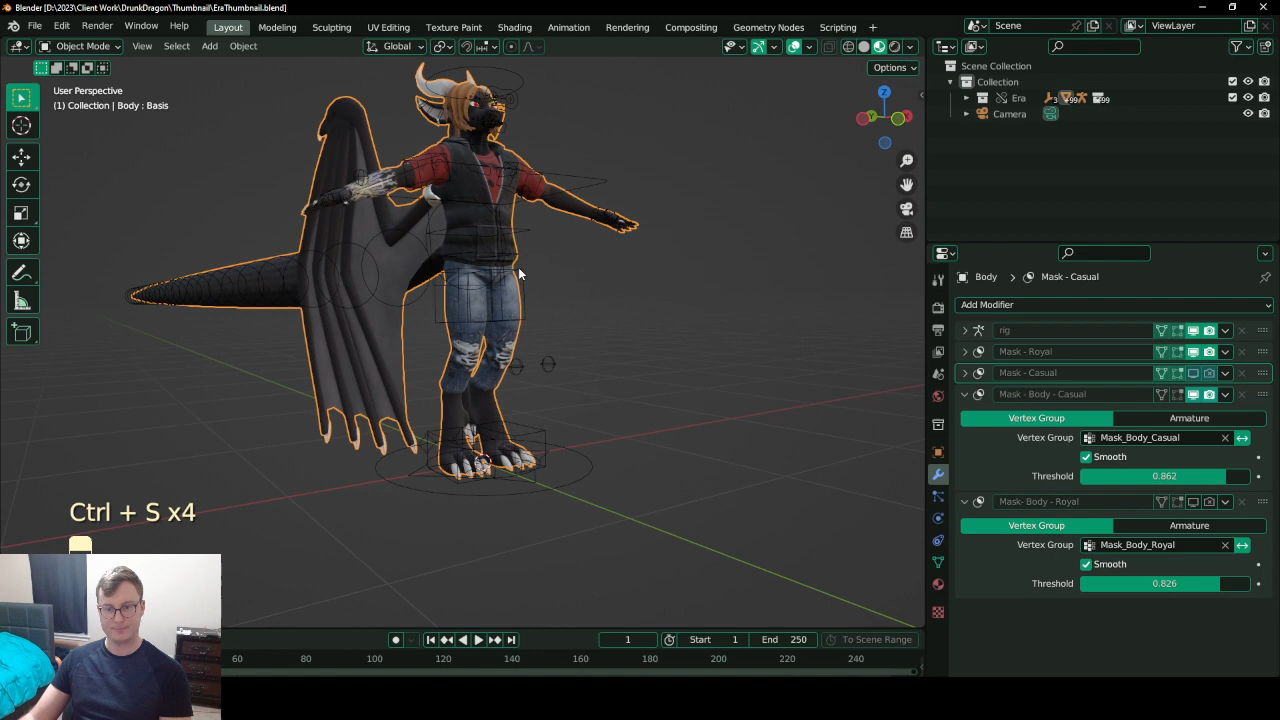 Blender [D:\2023\Client Work\DrunkDragon\Thumbnail\EraThumbnail.blend]
File Edit Render Window Help Layout Modeling Sculpting UV Editing Texture Paint Shading Animation Rendering Compositing Geometry Nodes Scripting + Scene ViewLayer
Object Mode View Select Add Object Global
Options
User Perspective
(1) Collection | Body : Basis
Z
Y
Scene Collection
Collection
Era 3 +99 99
Camera
Body > Mask - Casual
Add Modifier
rig
Mask - Royal
Mask - Casual
Mask - Body - Casual
Vertex Group Armature
Vertex Group Mask_Body_Casual
Smooth
Threshold 0.862
Mask- Body - Royal
Vertex Group Armature
Vertex Group Mask_Body_Royal
Smooth
Threshold 0.826
Ctrl + S x4
1 Start 1 End 250 To Scene Range
60 80 100 120 140 160 180 200 220 240